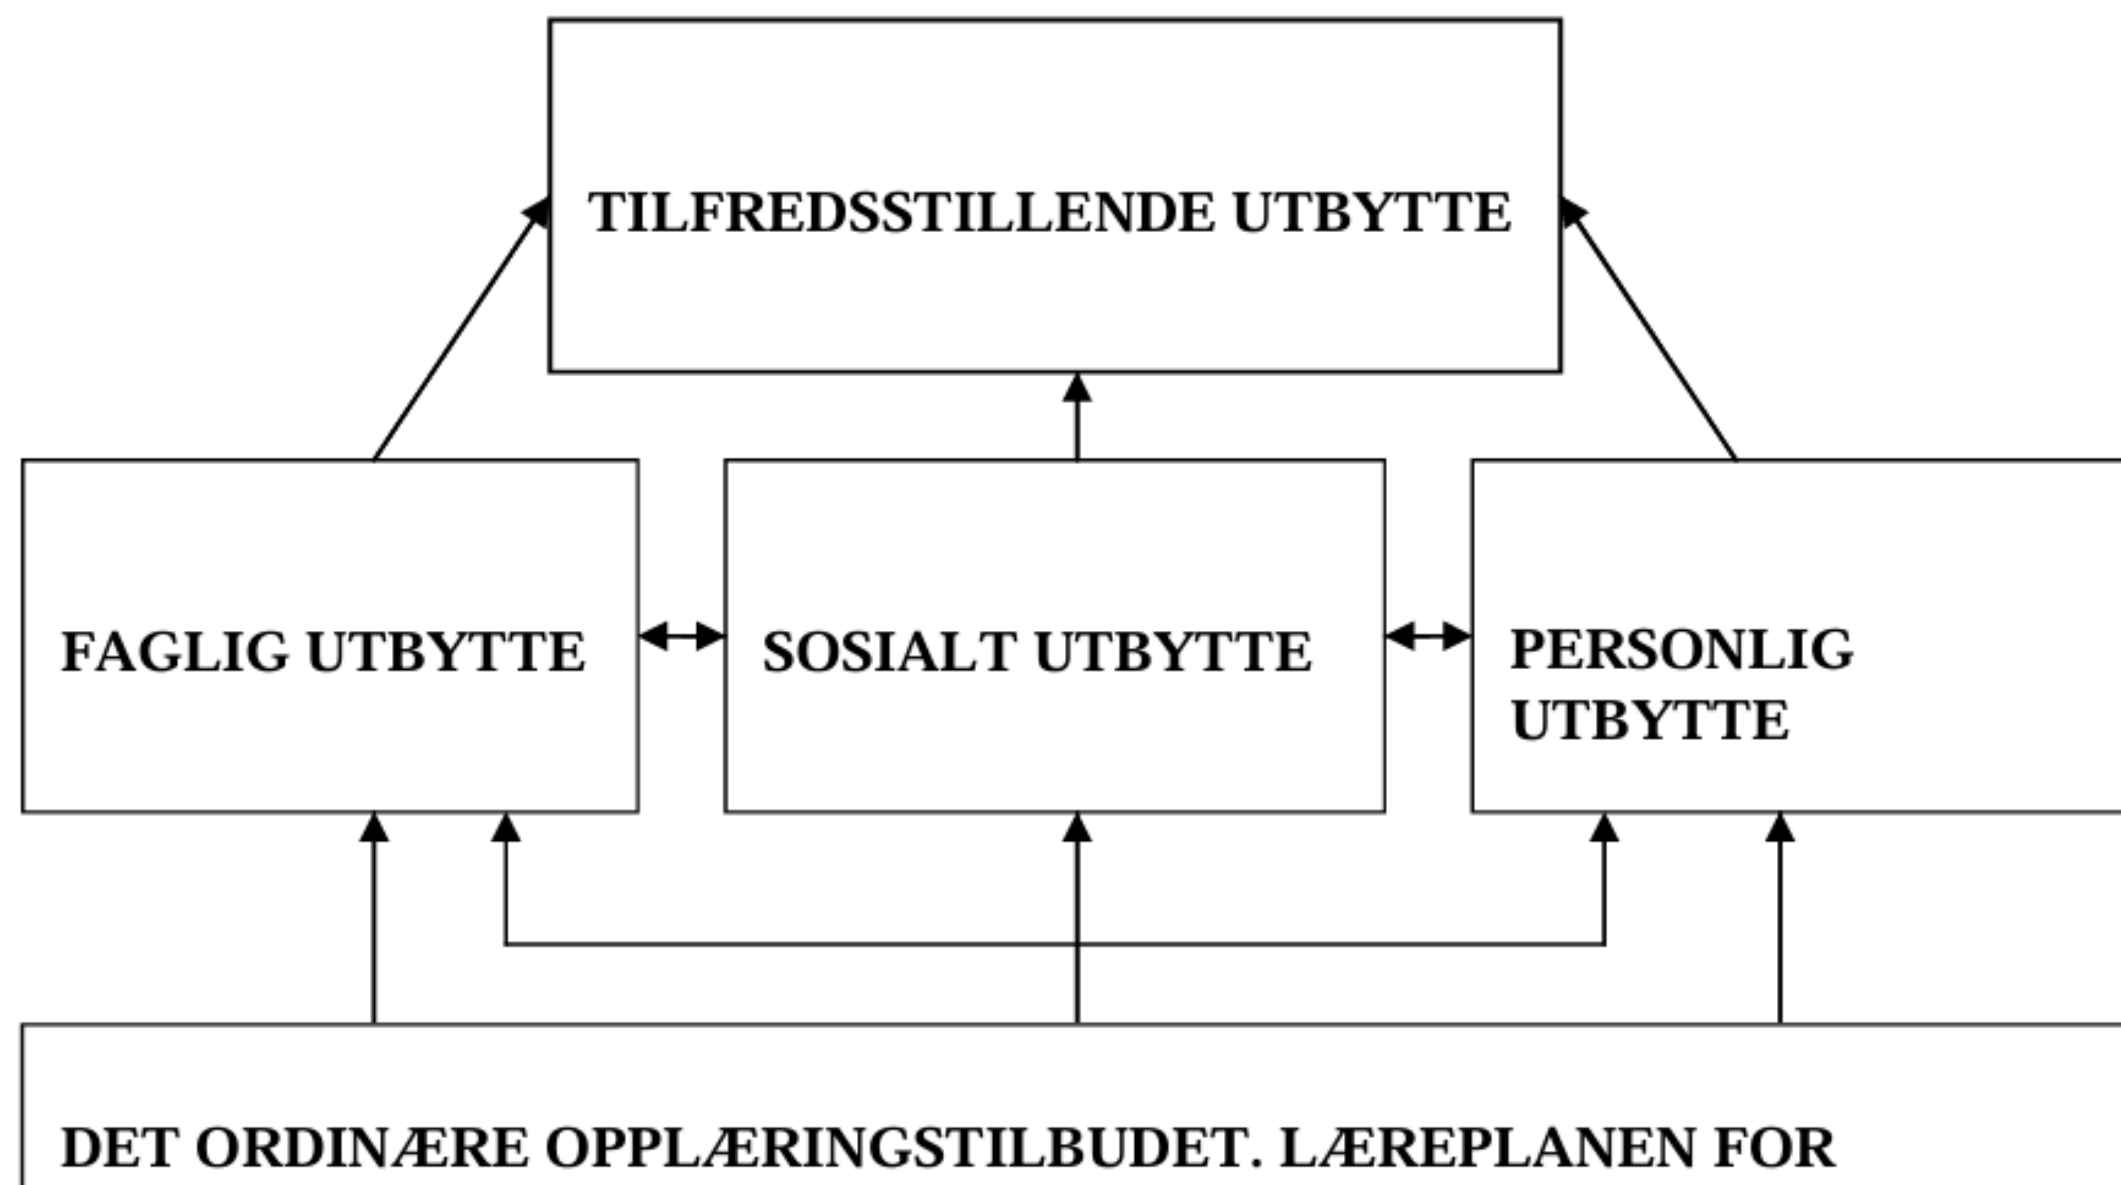 TILFREDSSTILLENDE UTBYTTE
FAGLIG UTBYTTE
SOSIALT UTBYTTE
PERSONLIG
UTBYTTE
DET ORDINÆRE OPPLÆRINGSTILBUDET. LÆREPLANEN FOR